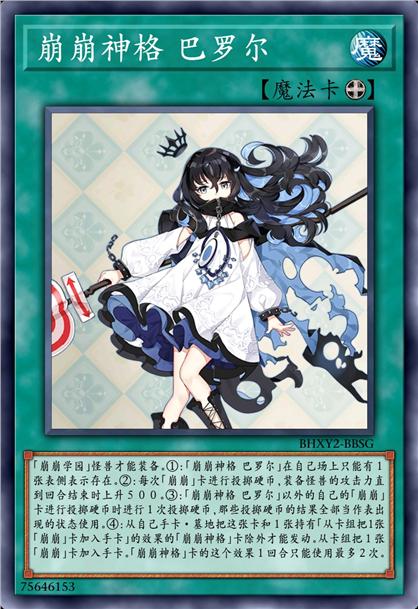 崩崩神格 巴罗尔
魔
【魔法卡】
BHXY2-BBSG
「崩崩学园」怪兽才能装备。①:「崩崩神格 巴罗尔」在自己场上只能有1
张表侧表示存在。②:每次「崩崩」卡进行投掷硬币,装备怪兽的攻击力直
到回合结束时上升500。③:「崩崩神格 巴罗尔」以外的自己的「崩崩」
卡进行投掷硬币时进行1次投掷硬币,那些投掷硬币的结果全部当作表出
现的状态使用。④:从自己手卡·墓地把这张卡和1张持有「从卡组把1张
「崩崩」卡加入手卡」的效果的「崩崩神格」卡除外才能发动。从卡组把1张
「崩崩」卡加入手卡。「崩崩神格」卡的这个效果1回合只能使用最多2次。
75646153